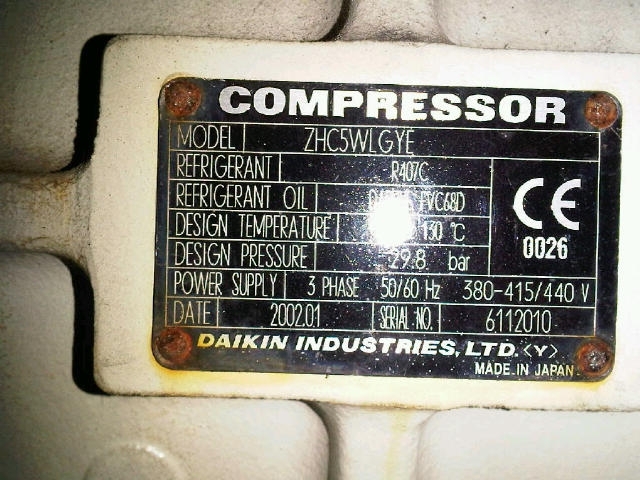 COMPRESSOR
MODEL ZHC5WLGYE
REFRIGERANT R407C
REFRIGERANT OIL FVC68D
DESIGN TEMPERATURE 130 °C
DESIGN PRESSURE 29.8 bar
CE
0026
POWER SUPPLY 3 PHASE 50/60 Hz 380-415/440 V
DATE 2002.01 SERIAL NO. 6112010
DAIKIN INDUSTRIES, LTD. <Y>
MADE IN JAPAN